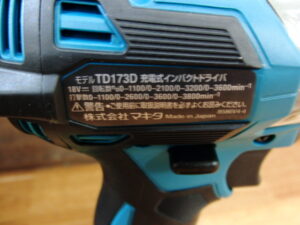 モデル TD173D 充電式インパクトドライバ
18V⎓ 回転数 0-1100/0-2100/0-3200/0-3600min⁻¹
打撃数 0-1100/0-2600/0-3600/0-3800min⁻¹
⚠警告 ・ご使用前に取扱説明書を必ずお読みください。
株式会社 マキタ Made in Japan